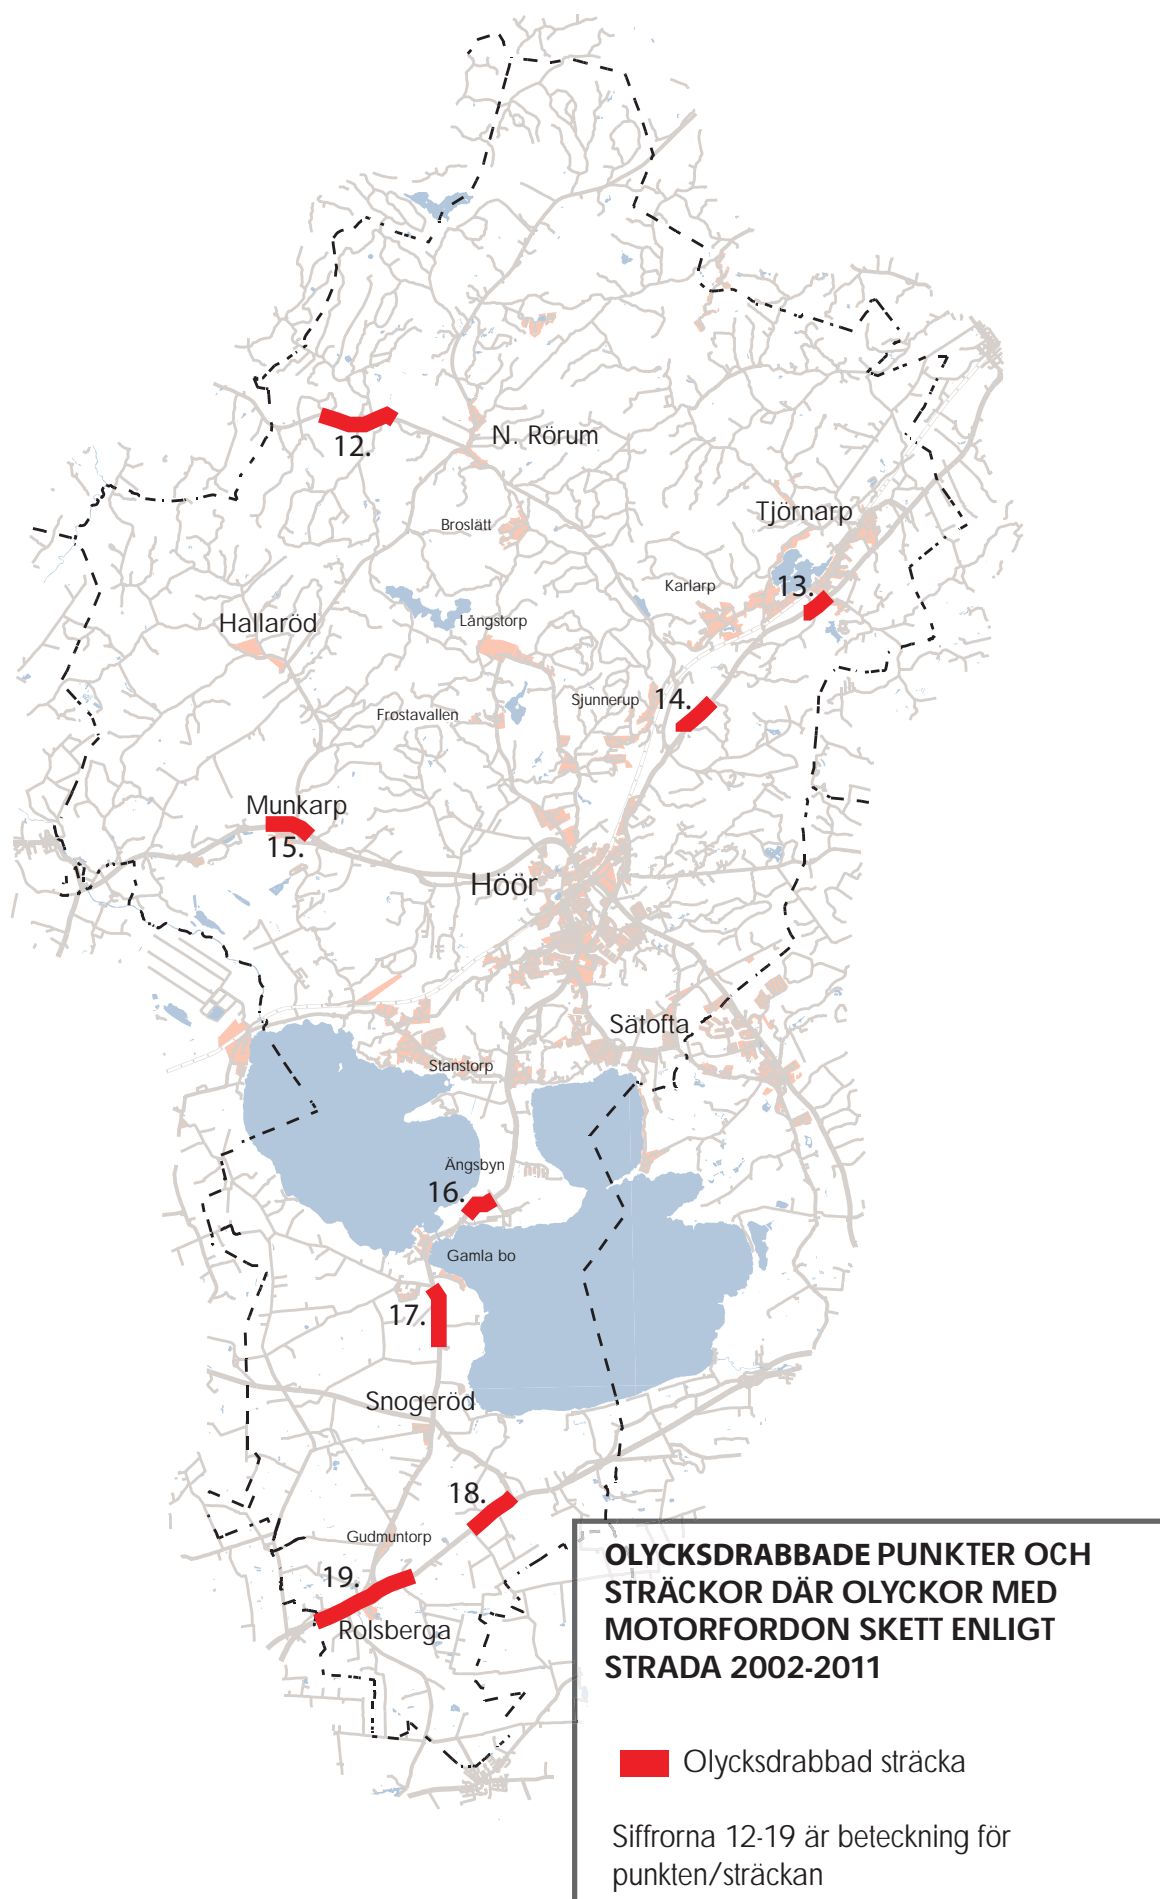 12.
N. Rörum
Tjörnarp
Broslätt
Karlarp
13.
Hallaröd
Långstorp
Sjunnerup
14.
Frostavallen
Munkarp
15.
Höör
Sätofta
Stanstorp
Ängsbyn
16.
Gamla bo
17.
Snogeröd
18.
Gudmuntorp
19.
Rolsberga
OLYCKSDRABBADE PUNKTER OCH
STRÄCKOR DÄR OLYCKOR MED
MOTORFORDON SKETT ENLIGT
STRADA 2002-2011
Olycksdrabbad sträcka
Siffrorna 12-19 är beteckning för
punkten/sträckan